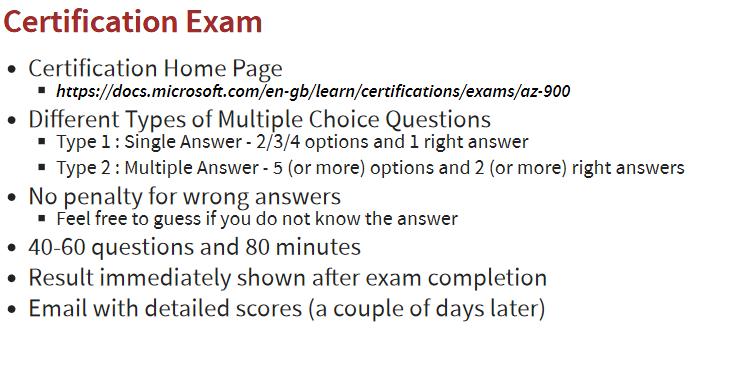 Certification Exam
Certification Home Page
https://docs.microsoft.com/en-gb/learn/certifications/exams/az-900
Different Types of Multiple Choice Questions
Type 1 : Single Answer - 2/3/4 options and 1 right answer
Type 2 : Multiple Answer - 5 (or more) options and 2 (or more) right answers
No penalty for wrong answers
Feel free to guess if you do not know the answer
40-60 questions and 80 minutes
Result immediately shown after exam completion
Email with detailed scores (a couple of days later)